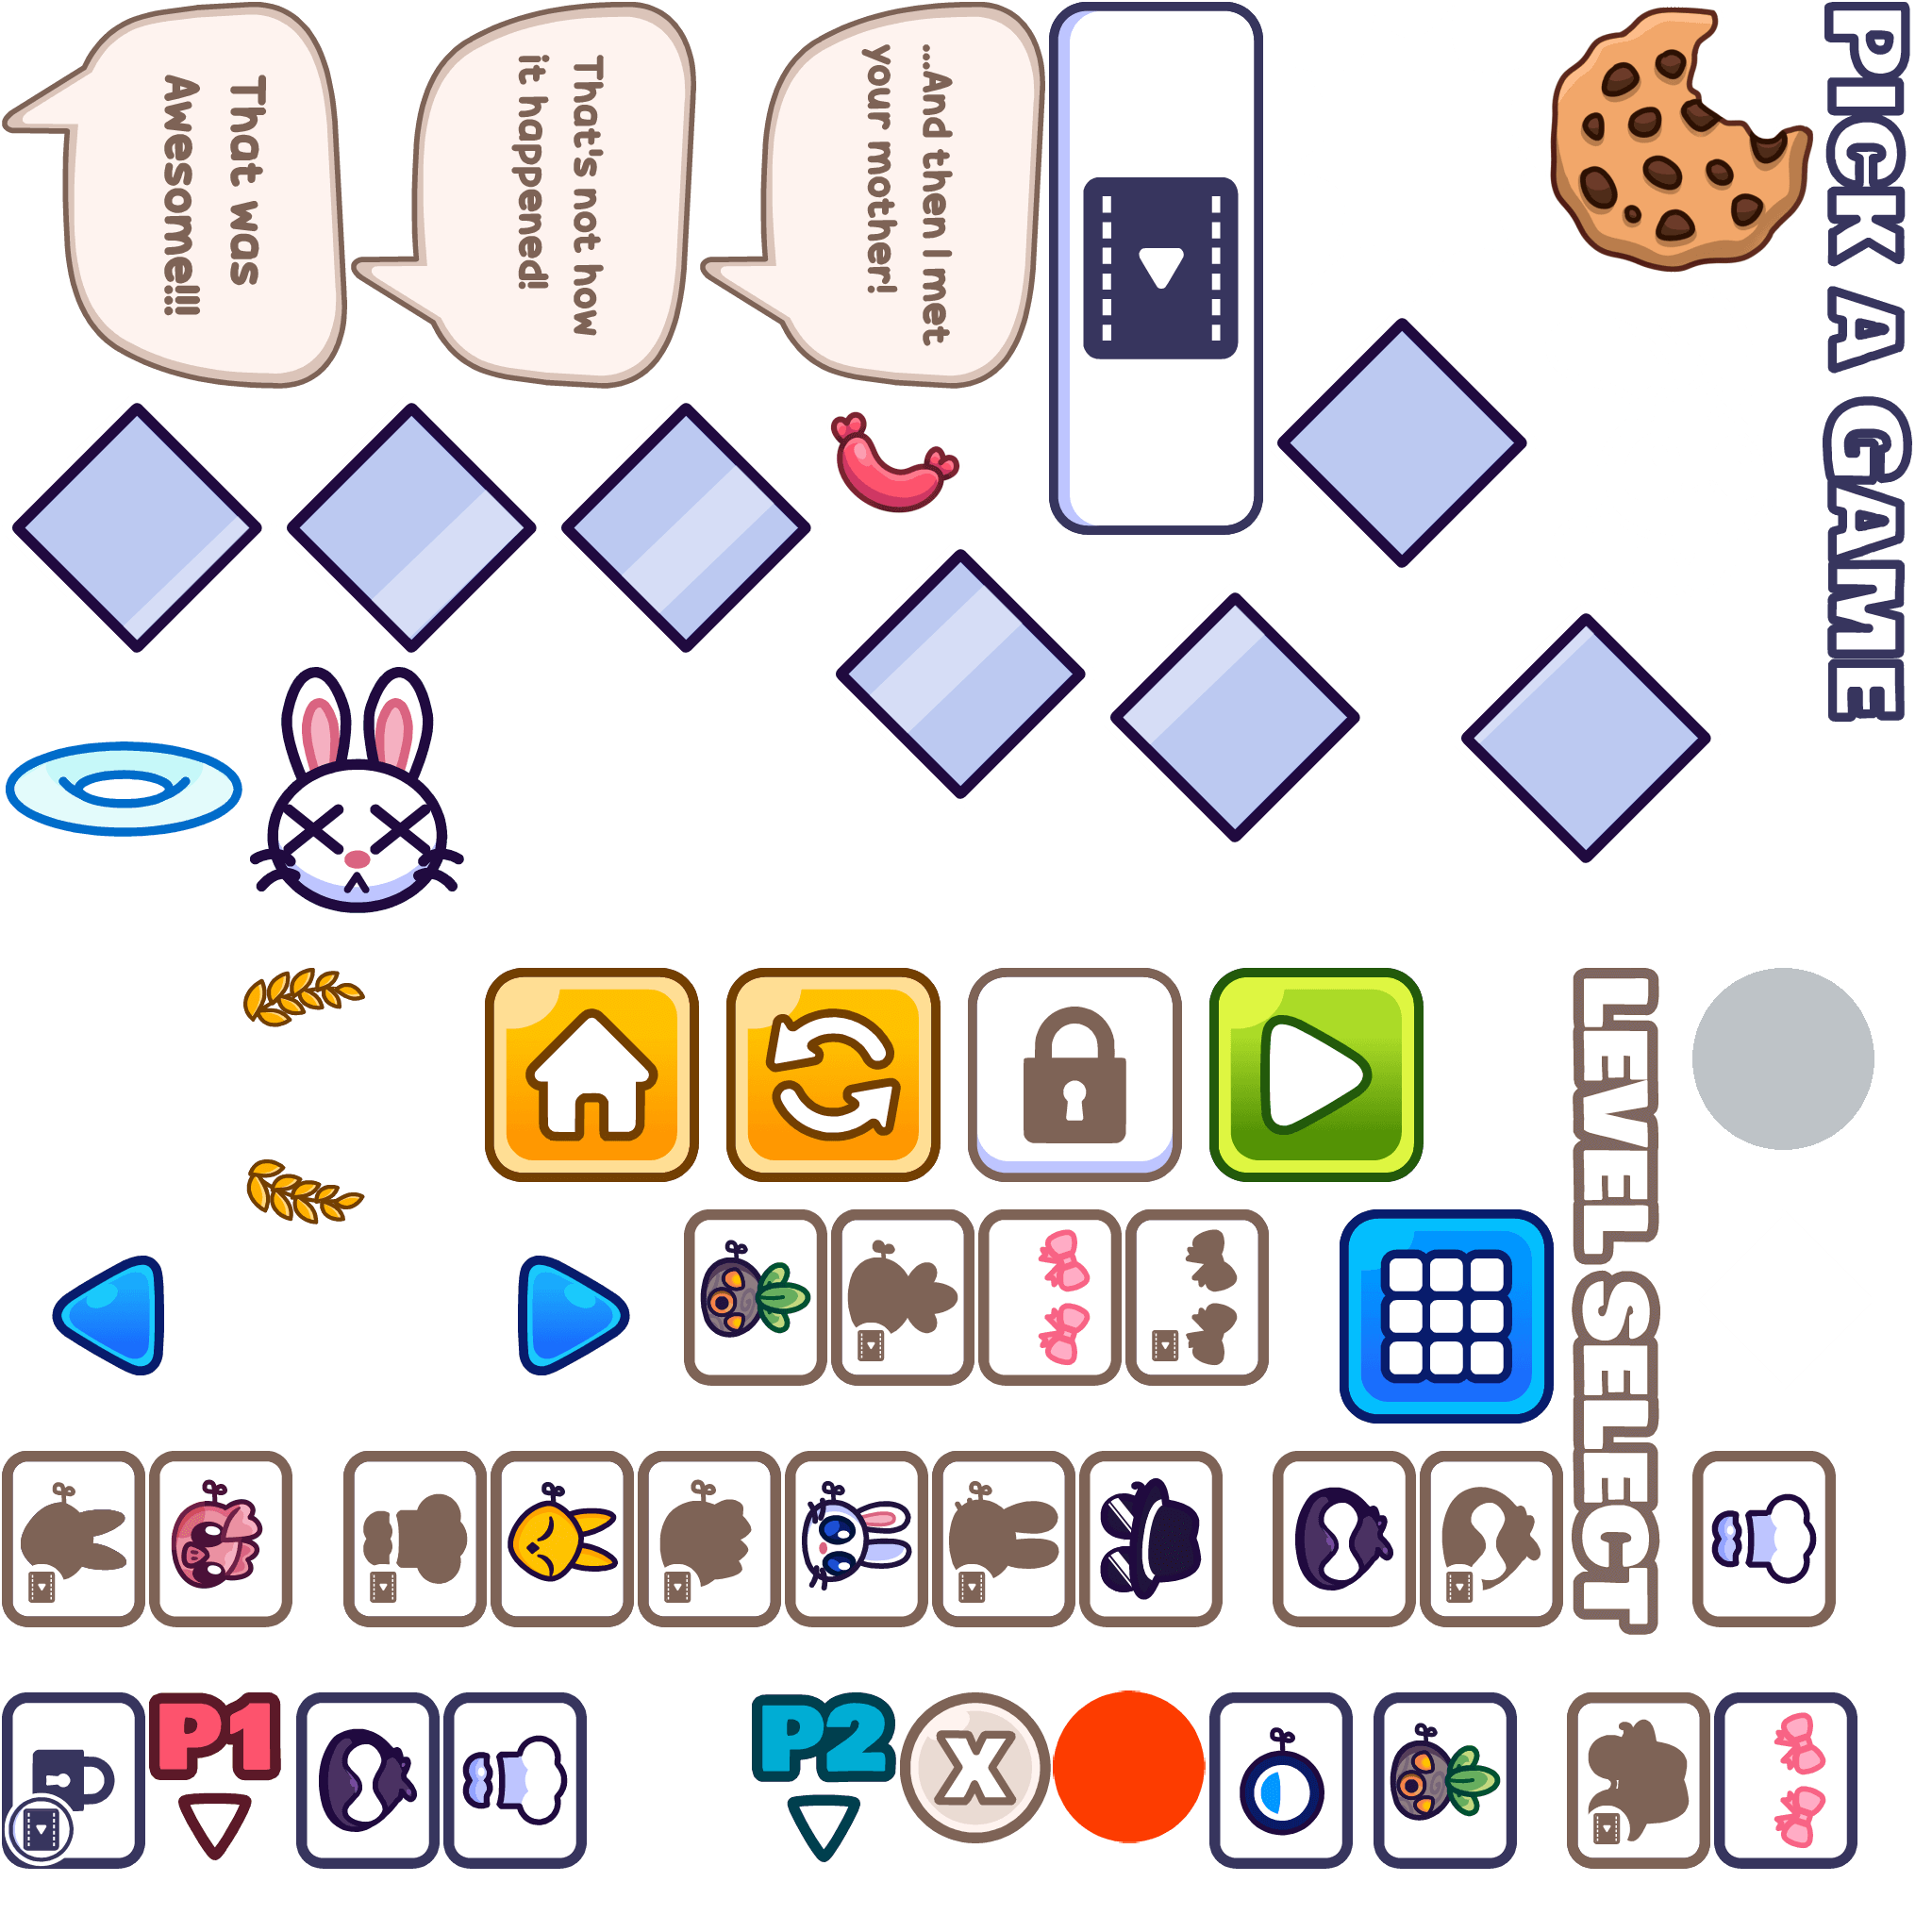 That was
Awesome!!!
That's not how
it happened!
...And then I met
your mother!
PICK A GAME
LEVEL SELECT
P1
P2
X